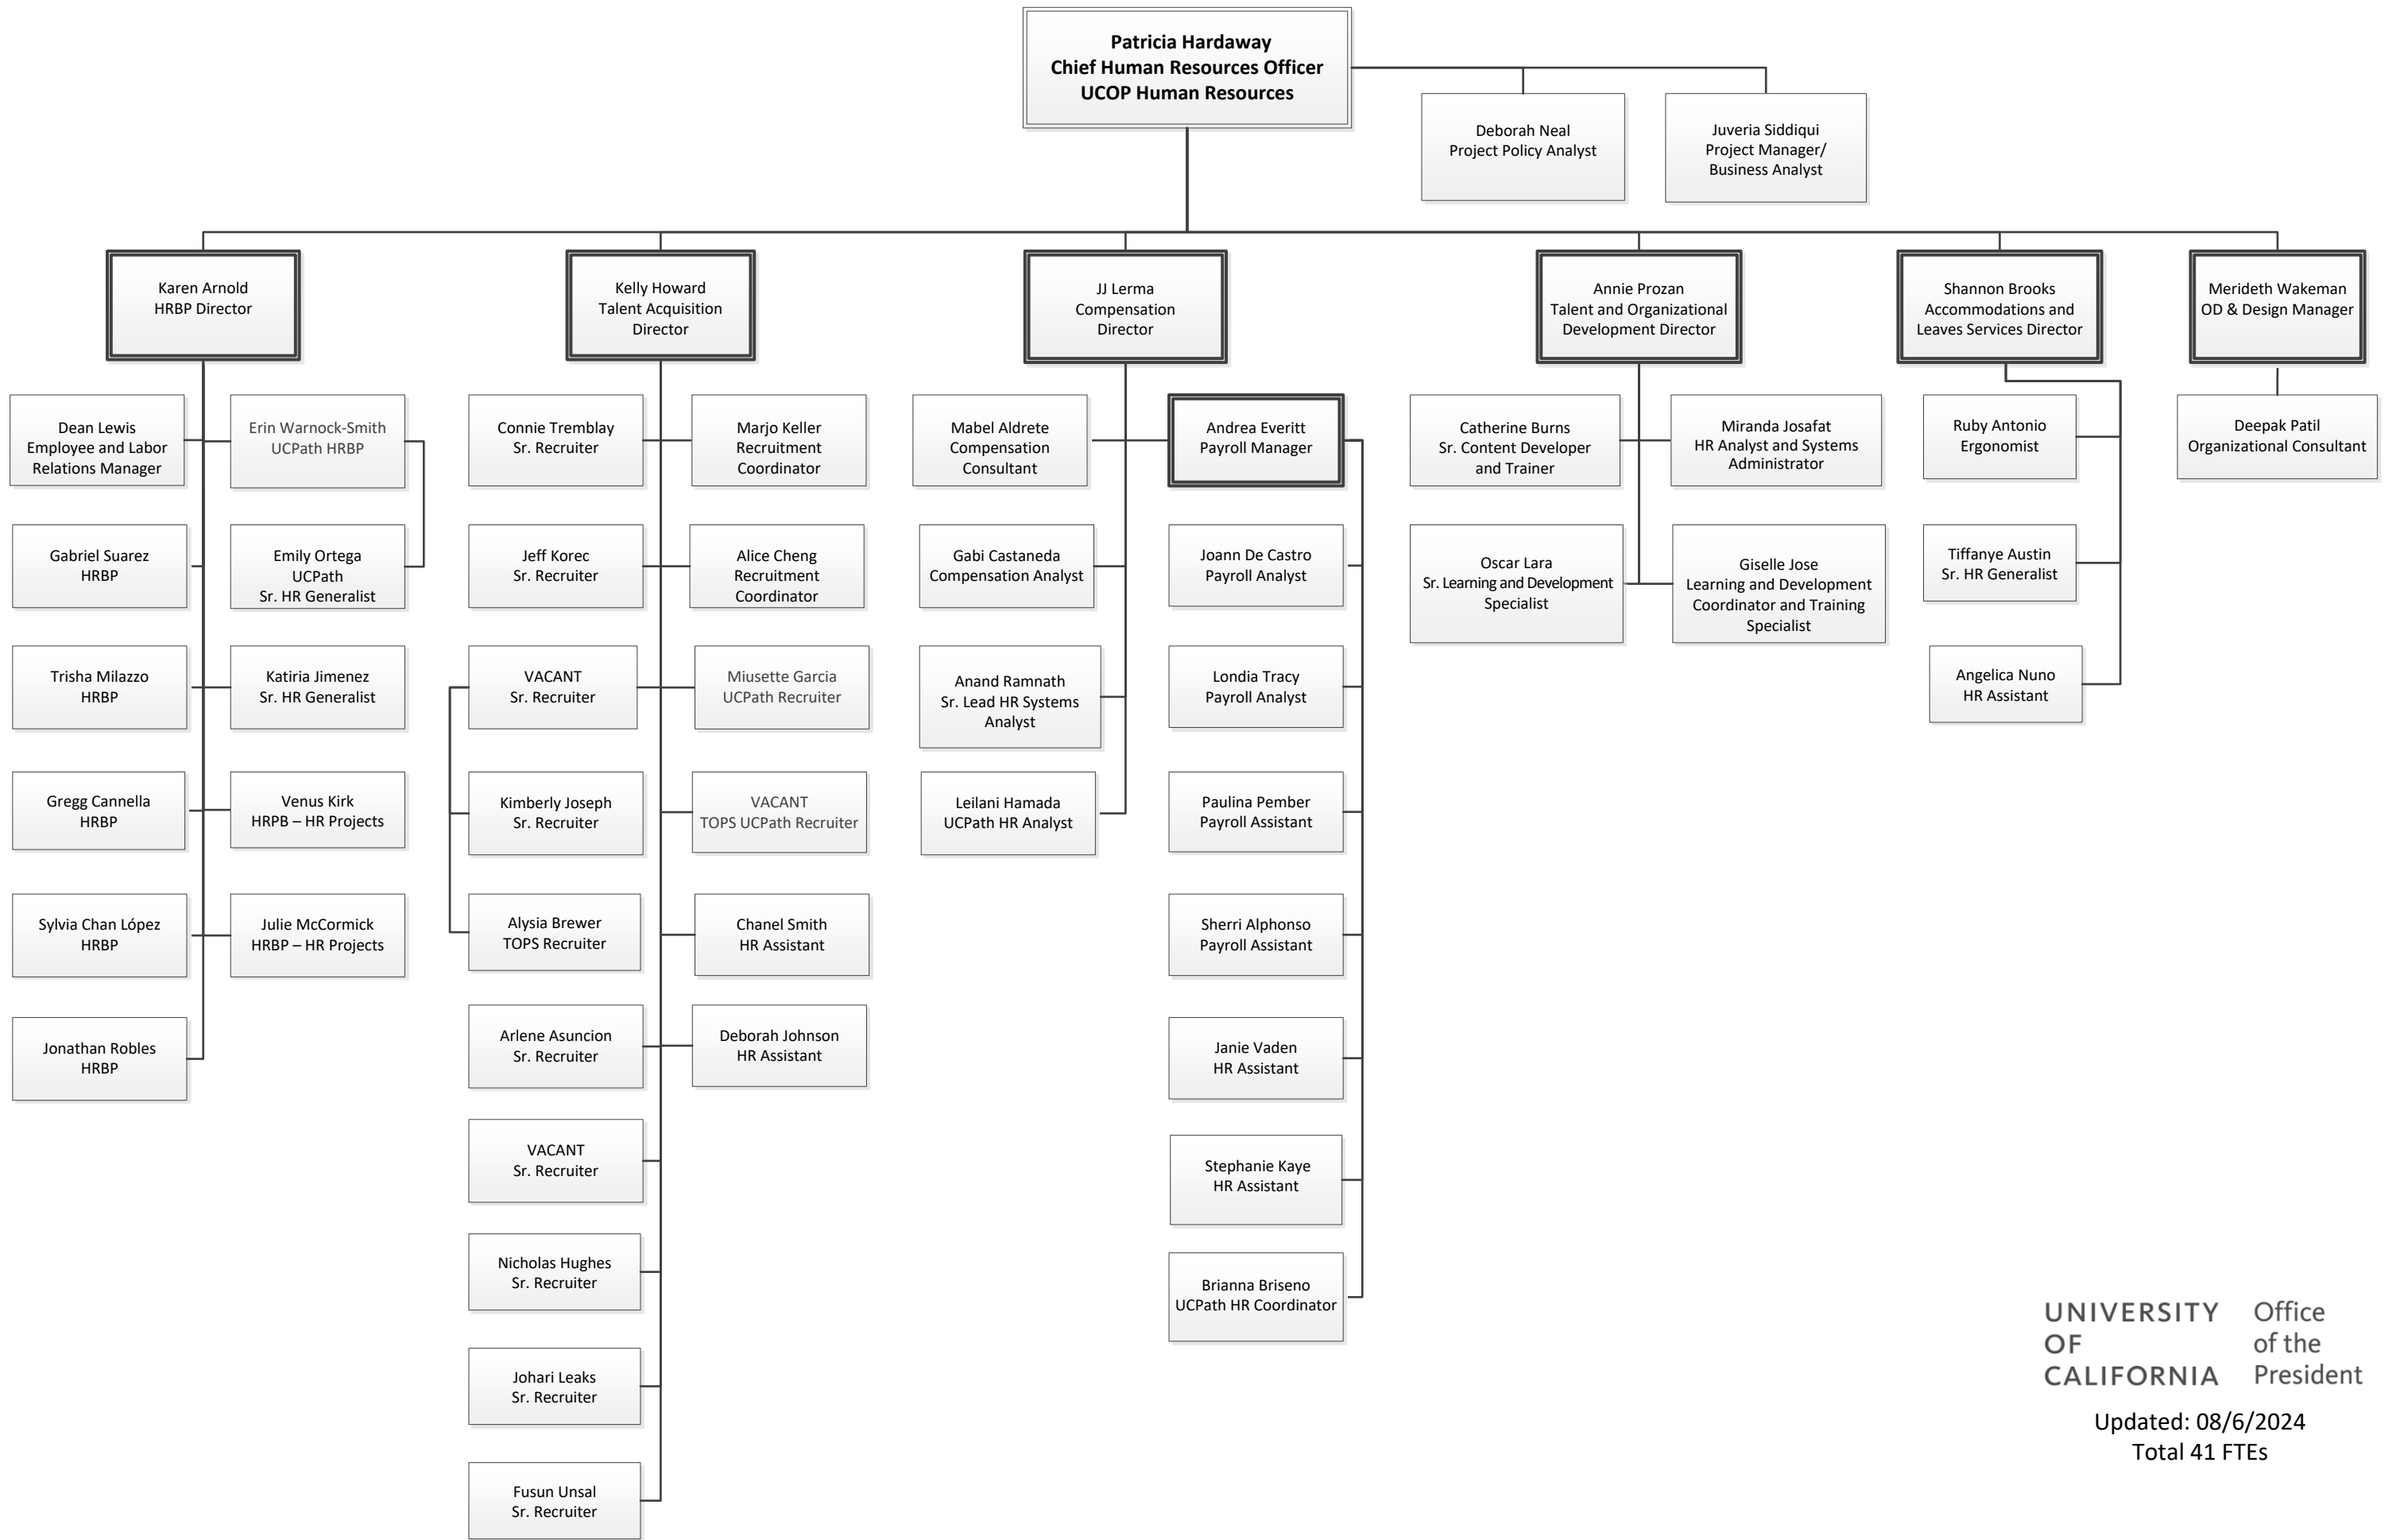 Patricia Hardaway
Chief Human Resources Officer
UCOP Human Resources
Deborah Neal
Project Policy Analyst
Juveria Siddiqui
Project Manager/
Business Analyst
Karen Arnold
HRBP Director
Kelly Howard
Talent Acquisition
Director
JJ Lerma
Compensation
Director
Annie Prozan
Talent and Organizational
Development Director
Shannon Brooks
Accommodations and
Leaves Services Director
Merideth Wakeman
OD & Design Manager
Dean Lewis
Employee and Labor
Relations Manager
Erin Warnock-Smith
UCPath HRBP
Connie Tremblay
Sr. Recruiter
Marjo Keller
Recruitment
Coordinator
Mabel Aldrete
Compensation
Consultant
Andrea Everitt
Payroll Manager
Catherine Burns
Sr. Content Developer
and Trainer
Miranda Josafat
HR Analyst and Systems
Administrator
Ruby Antonio
Ergonomist
Deepak Patil
Organizational Consultant
Gabriel Suarez
HRBP
Emily Ortega
UCPath
Sr. HR Generalist
Jeff Korec
Sr. Recruiter
Alice Cheng
Recruitment
Coordinator
Gabi Castaneda
Compensation Analyst
Joann De Castro
Payroll Analyst
Oscar Lara
Sr. Learning and Development
Specialist
Giselle Jose
Learning and Development
Coordinator and Training
Specialist
Tiffanye Austin
Sr. HR Generalist
Trisha Milazzo
HRBP
Katiria Jimenez
Sr. HR Generalist
VACANT
Sr. Recruiter
Miusette Garcia
UCPath Recruiter
Anand Ramnath
Sr. Lead HR Systems
Analyst
Londia Tracy
Payroll Analyst
Angelica Nuno
HR Assistant
Gregg Cannella
HRBP
Venus Kirk
HRPB – HR Projects
Kimberly Joseph
Sr. Recruiter
VACANT
TOPS UCPath Recruiter
Leilani Hamada
UCPath HR Analyst
Paulina Pember
Payroll Assistant
Sylvia Chan López
HRBP
Julie McCormick
HRBP – HR Projects
Alysia Brewer
TOPS Recruiter
Chanel Smith
HR Assistant
Sherri Alphonso
Payroll Assistant
Jonathan Robles
HRBP
Arlene Asuncion
Sr. Recruiter
Deborah Johnson
HR Assistant
Janie Vaden
HR Assistant
VACANT
Sr. Recruiter
Stephanie Kaye
HR Assistant
Nicholas Hughes
Sr. Recruiter
Brianna Briseno
UCPath HR Coordinator
Johari Leaks
Sr. Recruiter
Fusun Unsal
Sr. Recruiter
UNIVERSITY
OF
CALIFORNIA
Office
of the
President
Updated: 08/6/2024
Total 41 FTEs